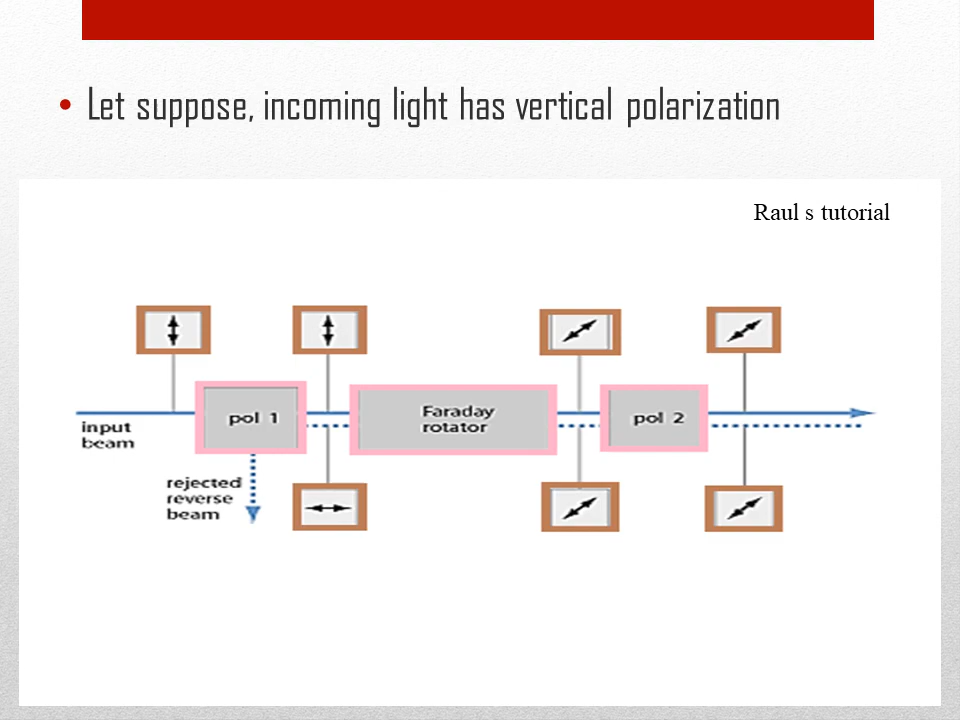 • Let suppose, incoming light has vertical polarization
Raul s tutorial
pol 1
Faraday
rotator
pol 2
input
beam
rejected
reverse
beam